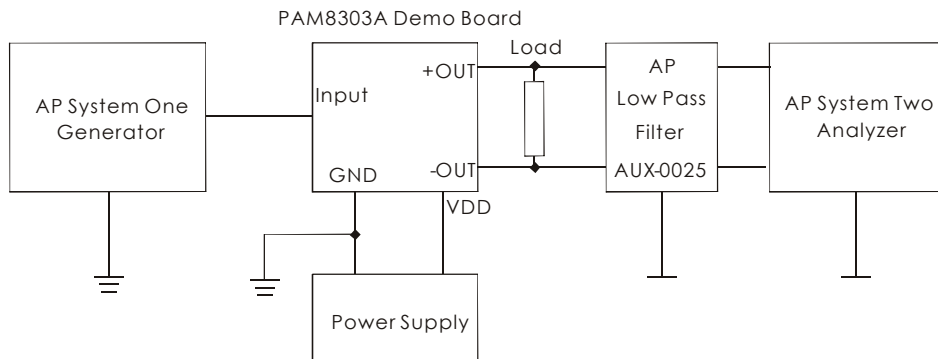 PAM8303A Demo Board
AP System One
Generator
Input
+OUT
-OUT
GND
VDD
Power Supply
Load
AP
Low Pass
Filter
AUX-0025
AP System Two
Analyzer